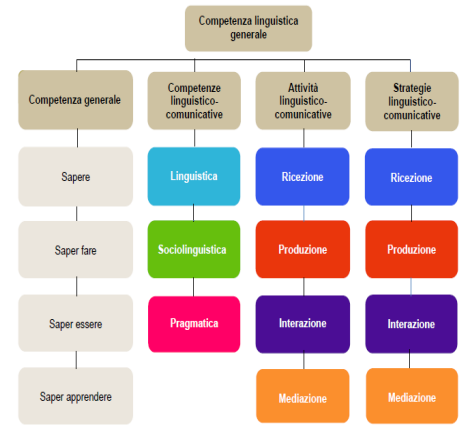 Competenza linguistica
generale
Competenza generale
Competenze
linguistico-
comunicative
Attività
linguistico-
comunicative
Strategie
linguistico-
comunicative
Sapere
Linguistica
Ricezione
Ricezione
Saper fare
Sociolinguistica
Produzione
Produzione
Saper essere
Pragmatica
Interazione
Interazione
Saper apprendere
Mediazione
Mediazione